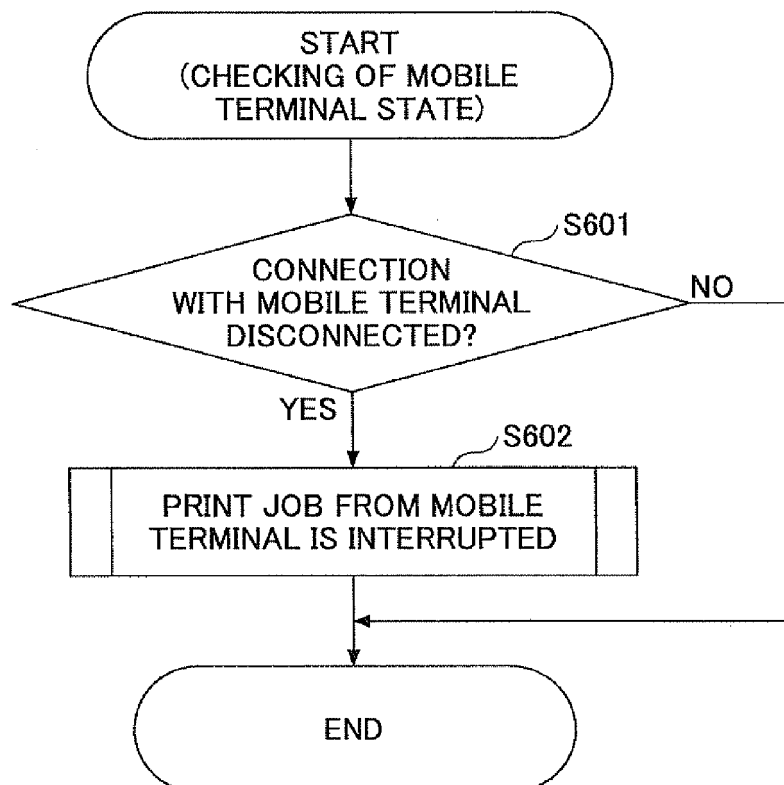 START
(CHECKING OF MOBILE
TERMINAL STATE)
S601
CONNECTION
WITH MOBILE TERMINAL
DISCONNECTED?
NO
YES
S602
PRINT JOB FROM MOBILE
TERMINAL IS INTERRUPTED
END